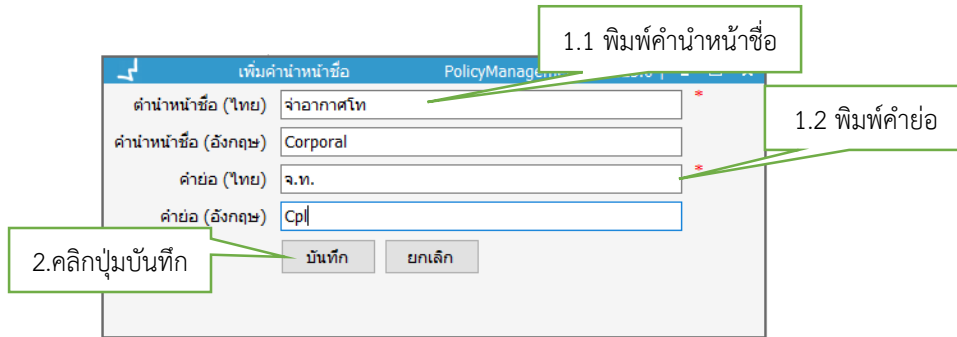 1.1 พิมพ์คำนำหน้าชื่อ
เพิ่มคำนำหน้าชื่อ
ตำนำหน้าชื่อ (ไทย) จ่าอากาศโท *
1.2 พิมพ์คำย่อ
คำนำหน้าชื่อ (อังกฤษ) Corporal
คำย่อ (ไทย) จ.ท. *
คำย่อ (อังกฤษ) Cpl
2.คลิกปุ่มบันทึก
บันทึก ยกเลิก